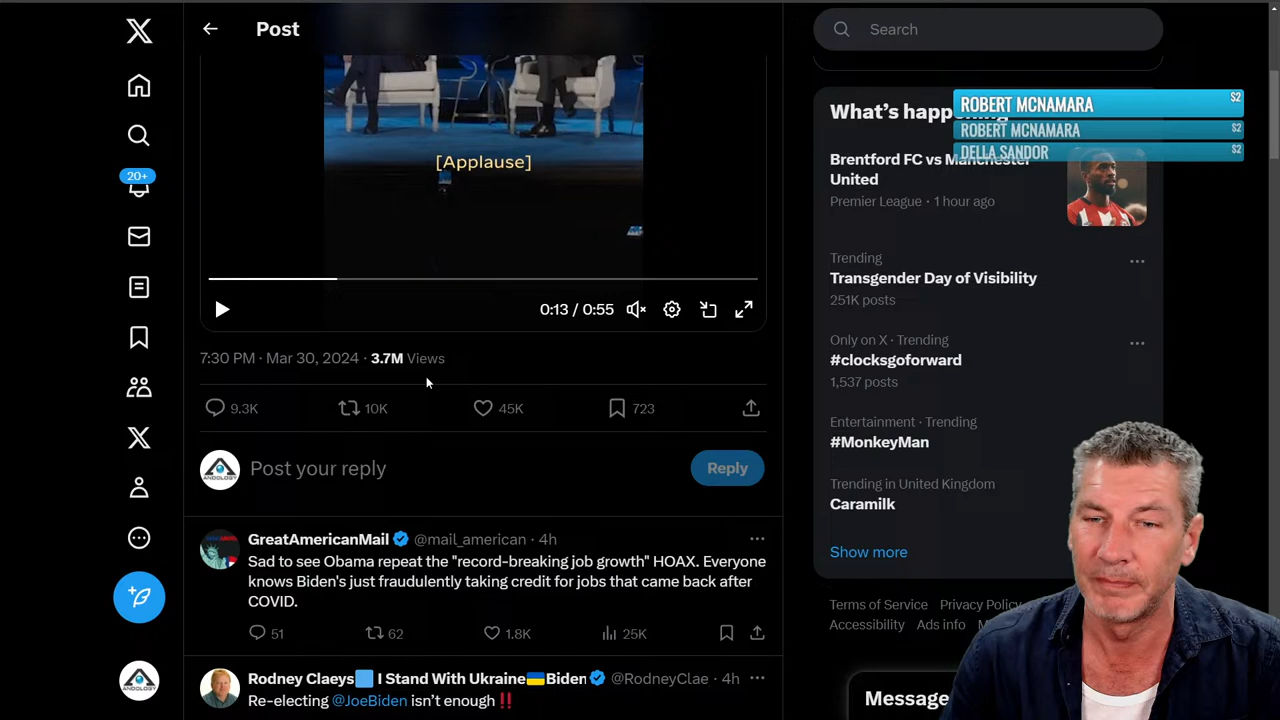 Post
Search
[Applause]
What's happening
ROBERT MCNAMARA $2
ROBERT MCNAMARA $2
DELLA SANDOR $2
20+
Brentford FC vs Manchester
United
Premier League · 1 hour ago
Trending
Transgender Day of Visibility
251K posts
0:13 / 0:55
Only on X · Trending
#clocksgoforward
1,537 posts
7:30 PM · Mar 30, 2024 · 3.7M Views
9.3K 10K 45K 723
Entertainment · Trending
#MonkeyMan
Post your reply
Reply
Trending in United Kingdom
Caramilk
Show more
GreatAmericanMail @mail_american · 4h
Sad to see Obama repeat the "record-breaking job growth" HOAX. Everyone
knows Biden's just fraudulently taking credit for jobs that came back after
COVID.
51 62 1.8K 25K
Terms of Service Privacy Policy
Accessibility Ads info
Rodney Claeys🟦 I Stand With Ukraine🇺🇦Biden @RodneyClae · 4h
Re-electing @JoeBiden isn't enough ‼️
Message